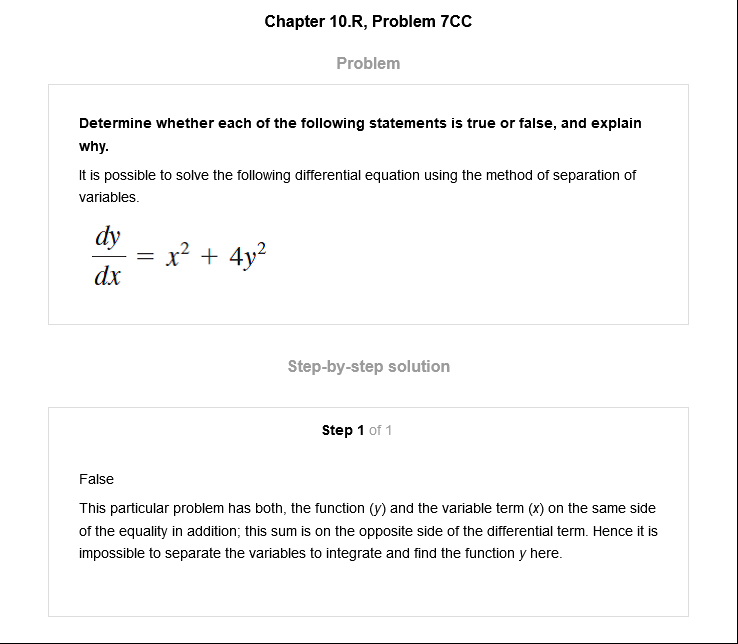 Chapter 10.R, Problem 7CC
Problem
Determine whether each of the following statements is true or false, and explain
why.
It is possible to solve the following differential equation using the method of separation of
variables.
dy/dx = x² + 4y²
Step-by-step solution
Step 1 of 1
False
This particular problem has both, the function (y) and the variable term (x) on the same side
of the equality in addition; this sum is on the opposite side of the differential term. Hence it is
impossible to separate the variables to integrate and find the function y here.